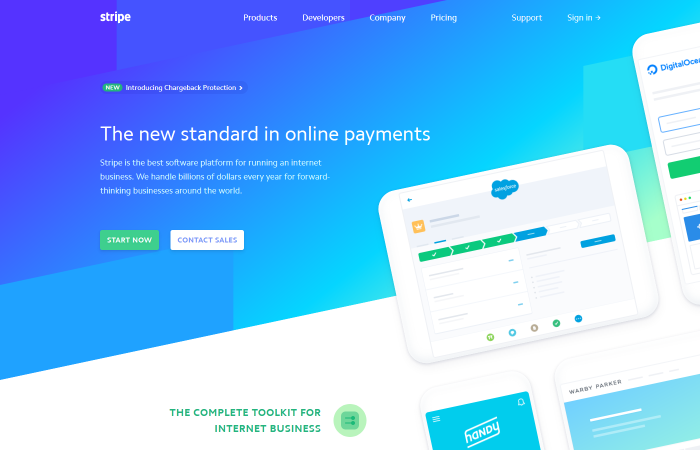 stripe
Products Developers Company Pricing Support Sign in →
NEW Introducing Chargeback Protection >
The new standard in online payments
Stripe is the best software platform for running an internet
business. We handle billions of dollars every year for forward-
thinking businesses around the world.
START NOW CONTACT SALES
DigitalOce
salesforce
WARBY PARKER
handy
THE COMPLETE TOOLKIT FOR
INTERNET BUSINESS